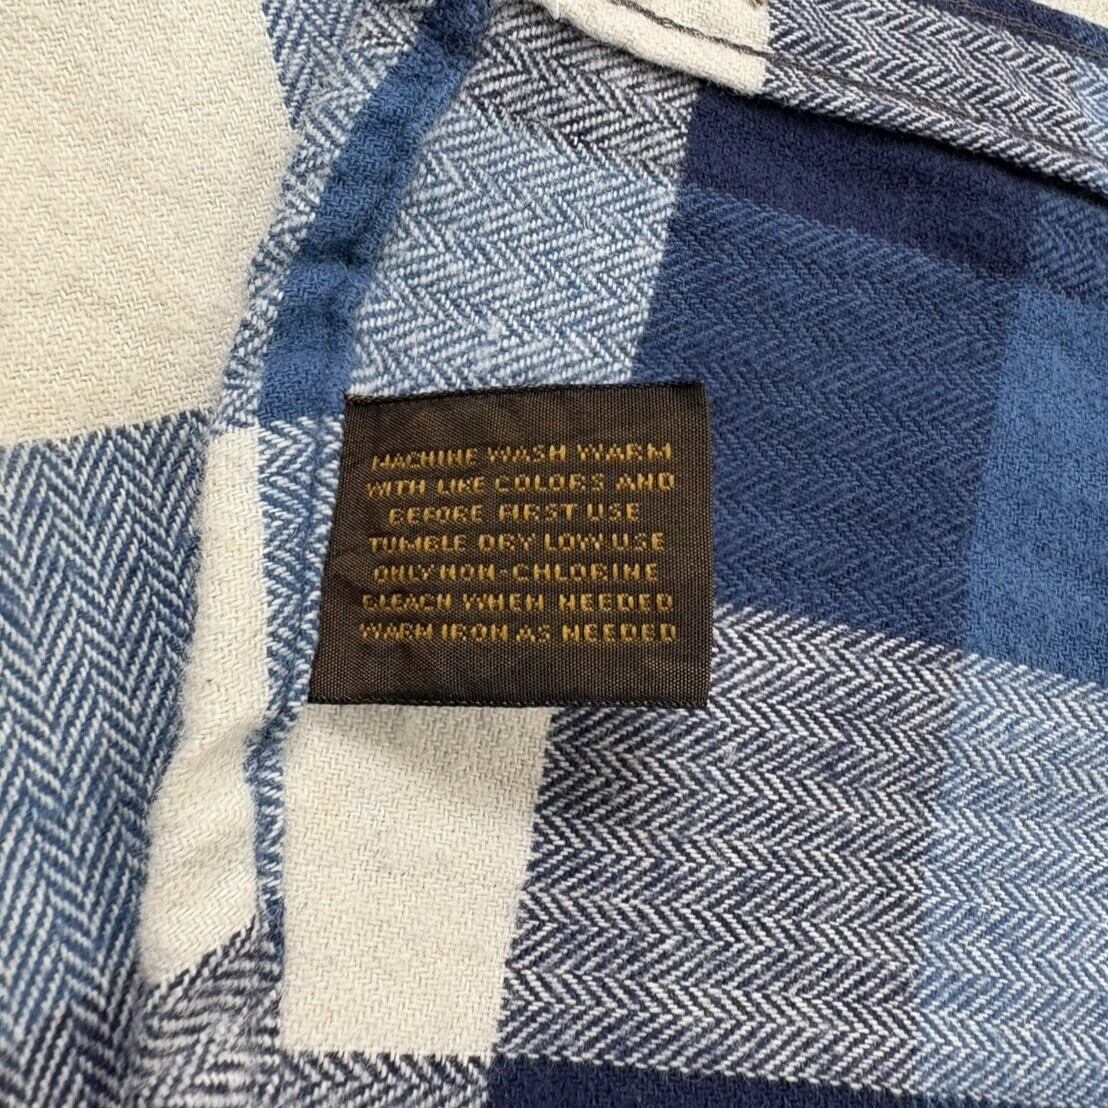 MACHINE WASH WARM
WITH LIKE COLORS AND
BEFORE FIRST USE
TUMBLE DRY LOW USE
ONLY NON-CHLORINE
BLEACH WHEN NEEDED
WARM IRON AS NEEDED